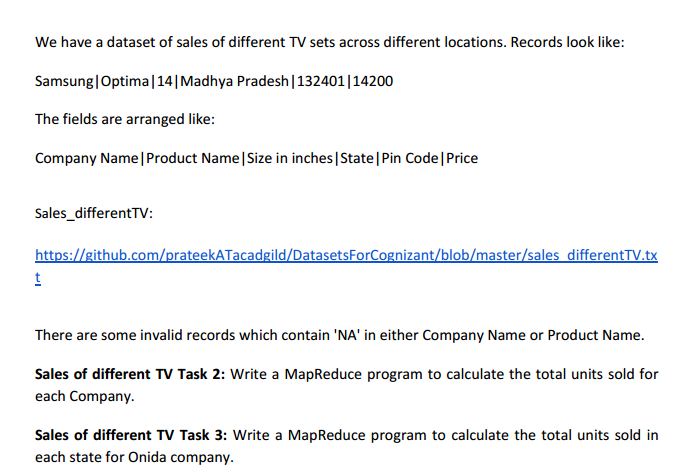 We have a dataset of sales of different TV sets across different locations. Records look like:
Samsung|Optima|14|Madhya Pradesh|132401|14200
The fields are arranged like:
Company Name|Product Name|Size in inches|State|Pin Code|Price
Sales_differentTV:
https://github.com/prateekATacadgild/DatasetsForCognizant/blob/master/sales_differentTV.tx
t
There are some invalid records which contain 'NA' in either Company Name or Product Name.
Sales of different TV Task 2: Write a MapReduce program to calculate the total units sold for
each Company.
Sales of different TV Task 3: Write a MapReduce program to calculate the total units sold in
each state for Onida company.